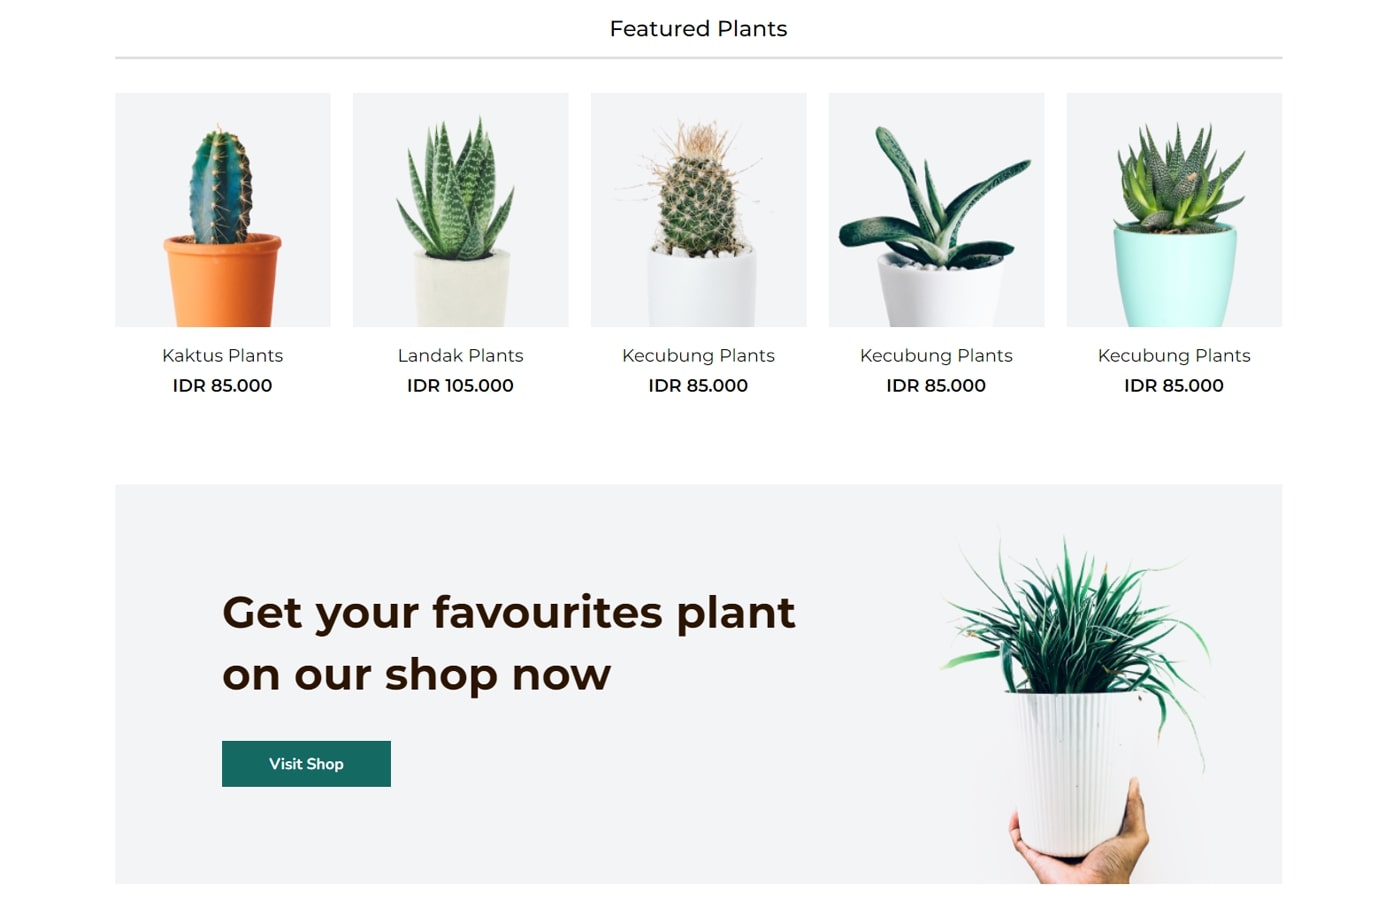 Featured Plants
Kaktus Plants
IDR 85.000
Landak Plants
IDR 105.000
Kecubung Plants
IDR 85.000
Kecubung Plants
IDR 85.000
Kecubung Plants
IDR 85.000
Get your favourites plant
on our shop now
Visit Shop